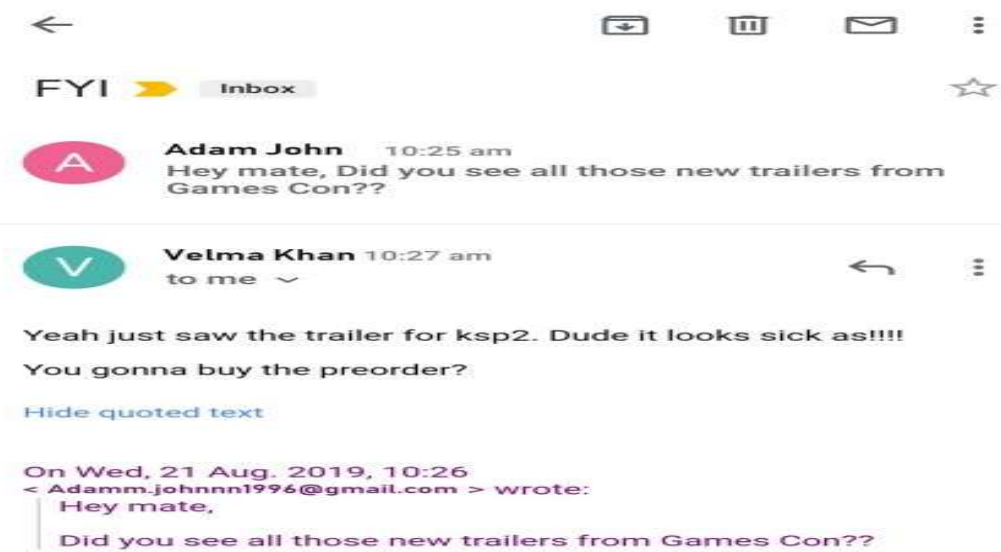 FYI Inbox
A
Adam John 10:25 am
Hey mate, Did you see all those new trailers from
Games Con??
V
Velma Khan 10:27 am
to me
Yeah just saw the trailer for ksp2. Dude it looks sick as!!!!
You gonna buy the preorder?
Hide quoted text
On Wed, 21 Aug. 2019, 10:26
< Adamm.johnnn1996@gmail.com > wrote:
Hey mate,
Did you see all those new trailers from Games Con??